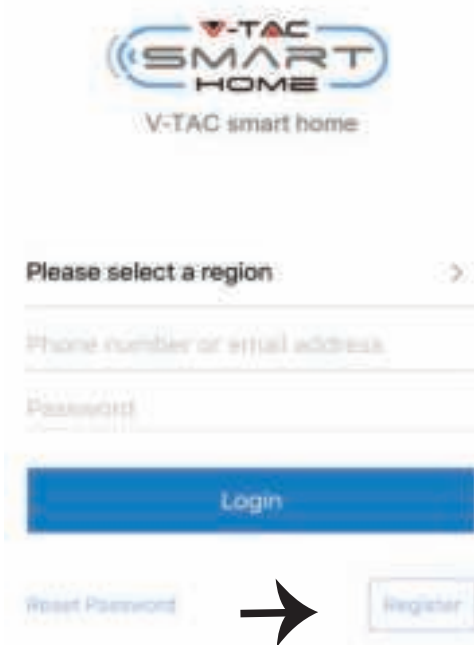 V-TAC
SMART
HOME
V-TAC smart home
Please select a region >
Phone number or email address
Password
Login
Reset Password
Register